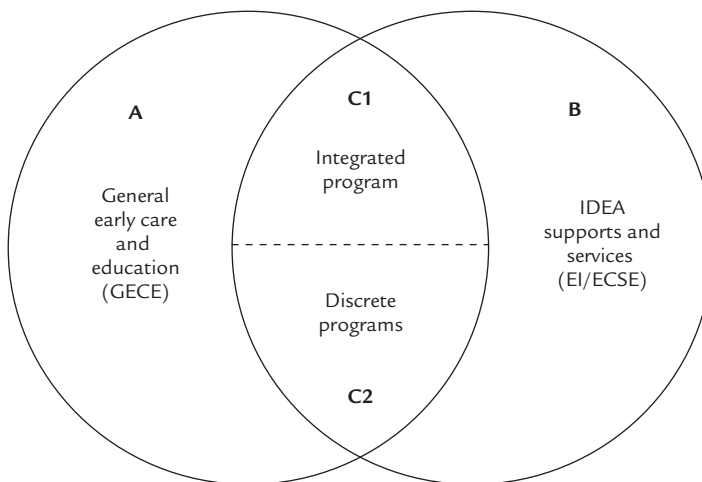 A
General
early care
and
education
(GECE)
C1
Integrated
program
Discrete
programs
C2
B
IDEA
supports and
services
(EI/ECSE)